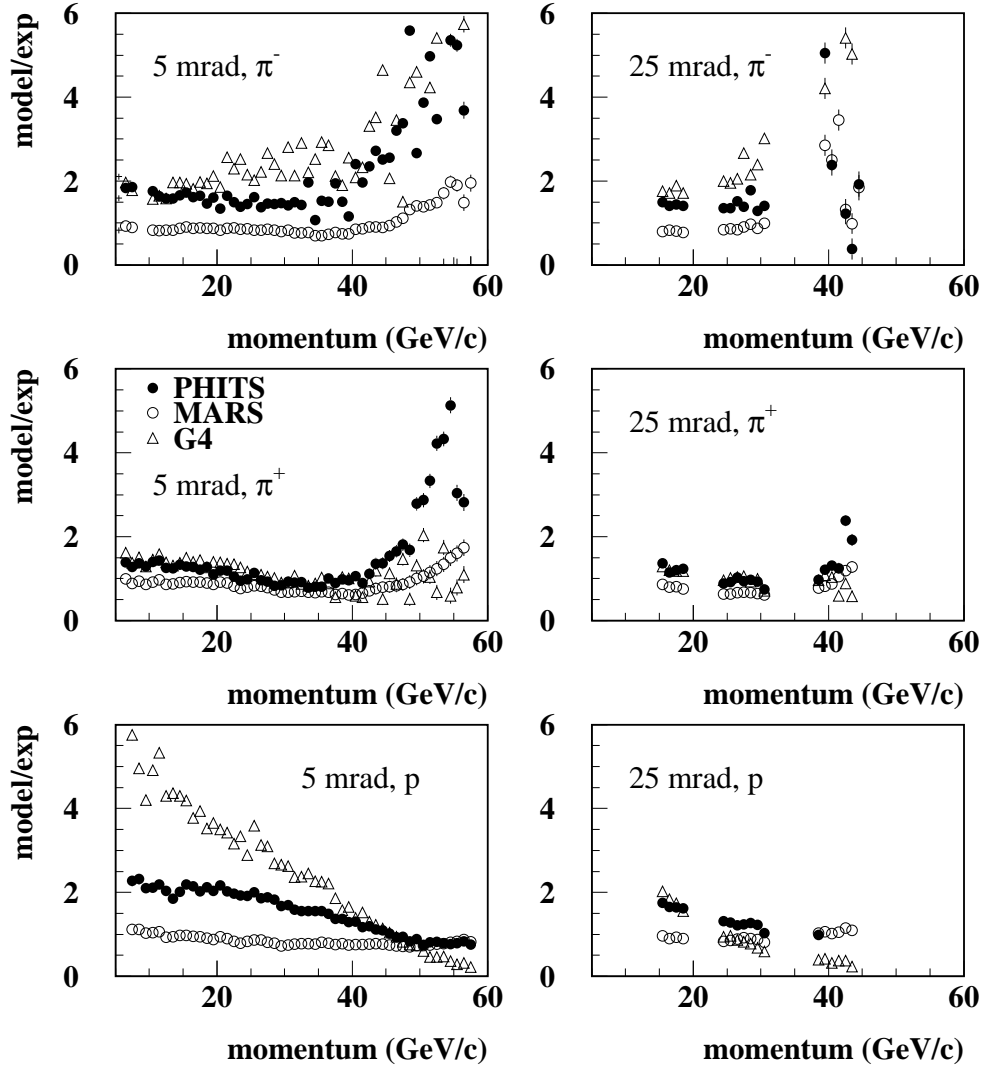 model/exp
6
4
2
0
5 mrad, π⁻
20 40 60
momentum (GeV/c)
6
4
2
0
25 mrad, π⁻
20 40 60
momentum (GeV/c)
model/exp
6
4
2
0
PHITS
MARS
G4
5 mrad, π⁺
20 40 60
momentum (GeV/c)
6
4
2
0
25 mrad, π⁺
20 40 60
momentum (GeV/c)
model/exp
6
4
2
0
5 mrad, p
20 40 60
momentum (GeV/c)
6
4
2
0
25 mrad, p
20 40 60
momentum (GeV/c)